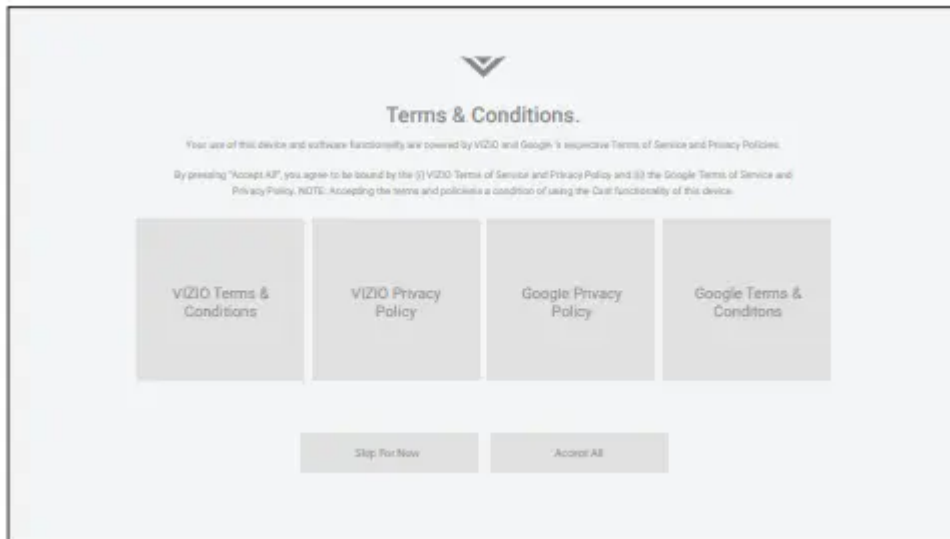 Terms & Conditions.
Your use of this device and software functionality are covered by VIZIO and Google 's respective Terms of Service and Privacy Policies.
By pressing "Accept All", you agree to be bound by the (i) VIZIO Terms of Service and Privacy Policy and (ii) the Google Terms of Service and
Privacy Policy. NOTE: Accepting the terms and policies is a condition of using the Cast functionality of this device.
VIZIO Terms &
Conditions
VIZIO Privacy
Policy
Google Privacy
Policy
Google Terms &
Conditons
Skip For Now
Accept All